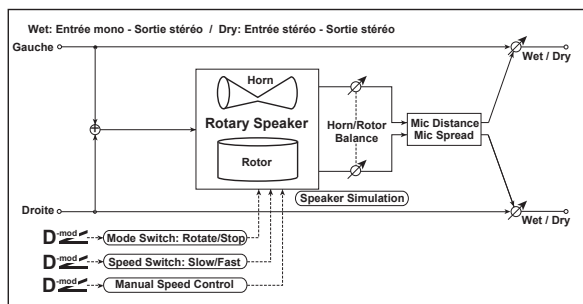 Wet: Entrée mono - Sortie stéréo / Dry: Entrée stéréo - Sortie stéréo
Gauche
Wet / Dry
Horn
Rotary Speaker
Rotor
Horn/Rotor
Balance
Mic Distance
Mic Spread
Speaker Simulation
Droite
Wet / Dry
D-mod
Mode Switch: Rotate/Stop
D-mod
Speed Switch: Slow/Fast
D-mod
Manual Speed Control